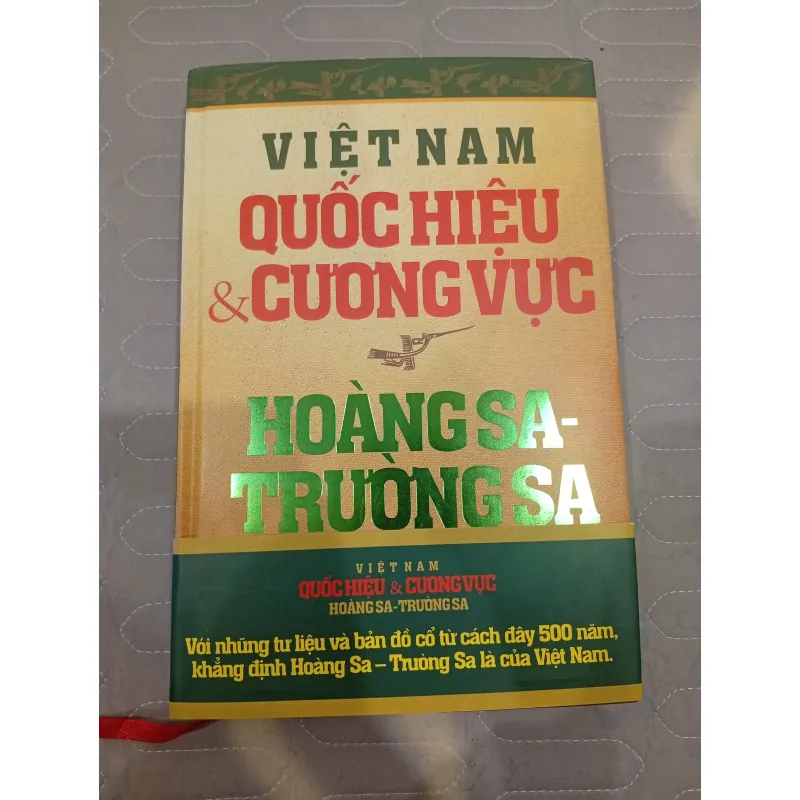 VIỆT NAM
QUỐC HIỆU
& CƯƠNG VỰC
HOÀNG SA-
TRƯỜNG SA
VIỆT NAM
QUỐC HIỆU & CƯƠNG VỰC
HOÀNG SA-TRƯỜNG SA
Với những tư liệu và bản đồ cổ từ cách đây 500 năm,
khẳng định Hoàng Sa – Trường Sa là của Việt Nam.